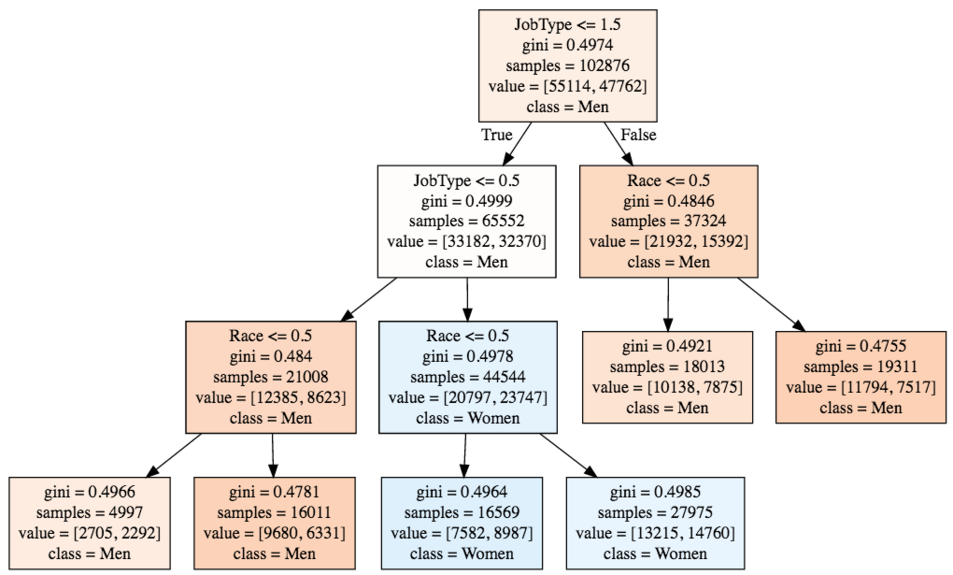 JobType <= 1.5
gini = 0.4974
samples = 102876
value = [55114, 47762]
class = Men
True
False
JobType <= 0.5
gini = 0.4999
samples = 65552
value = [33182, 32370]
class = Men
Race <= 0.5
gini = 0.4846
samples = 37324
value = [21932, 15392]
class = Men
Race <= 0.5
gini = 0.484
samples = 21008
value = [12385, 8623]
class = Men
Race <= 0.5
gini = 0.4978
samples = 44544
value = [20797, 23747]
class = Women
gini = 0.4921
samples = 18013
value = [10138, 7875]
class = Men
gini = 0.4755
samples = 19311
value = [11794, 7517]
class = Men
gini = 0.4966
samples = 4997
value = [2705, 2292]
class = Men
gini = 0.4781
samples = 16011
value = [9680, 6331]
class = Men
gini = 0.4964
samples = 16569
value = [7582, 8987]
class = Women
gini = 0.4985
samples = 27975
value = [13215, 14760]
class = Women